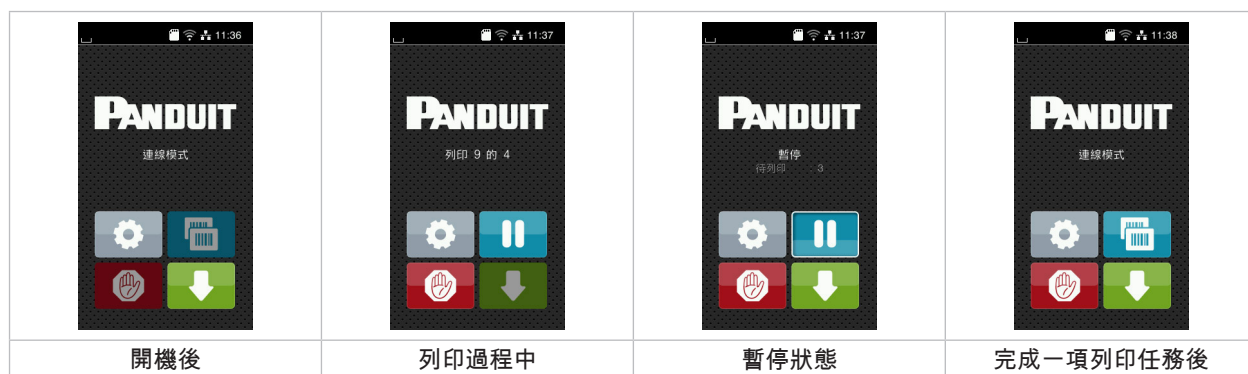 11:36
PANDUIT
連線模式
開機後
11:37
PANDUIT
列印 9 的 4
列印過程中
11:37
PANDUIT
暫停
待列印 3
暫停狀態
11:38
PANDUIT
連線模式
完成一項列印任務後